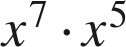 x⁷ · x⁵